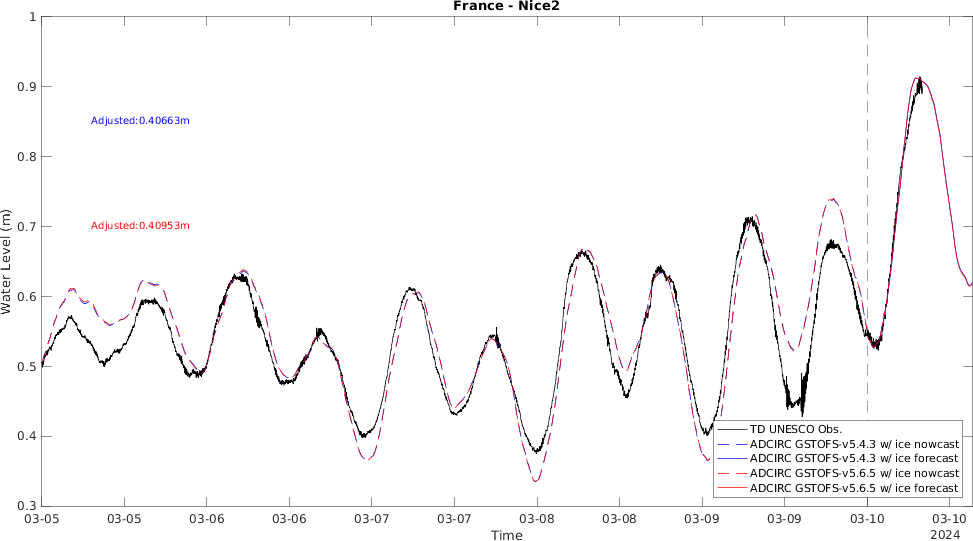 France - Nice2
1
0.9
0.8
0.7
0.6
0.5
0.4
0.3
Water Level (m)
Adjusted:0.40663m
Adjusted:0.40953m
TD UNESCO Obs.
ADCIRC GSTOFS-v5.4.3 w/ ice nowcast
ADCIRC GSTOFS-v5.4.3 w/ ice forecast
ADCIRC GSTOFS-v5.6.5 w/ ice nowcast
ADCIRC GSTOFS-v5.6.5 w/ ice forecast
03-05 03-05 03-06 03-06 03-07 03-07 03-08 03-08 03-09 03-09 03-10 03-10
2024
Time